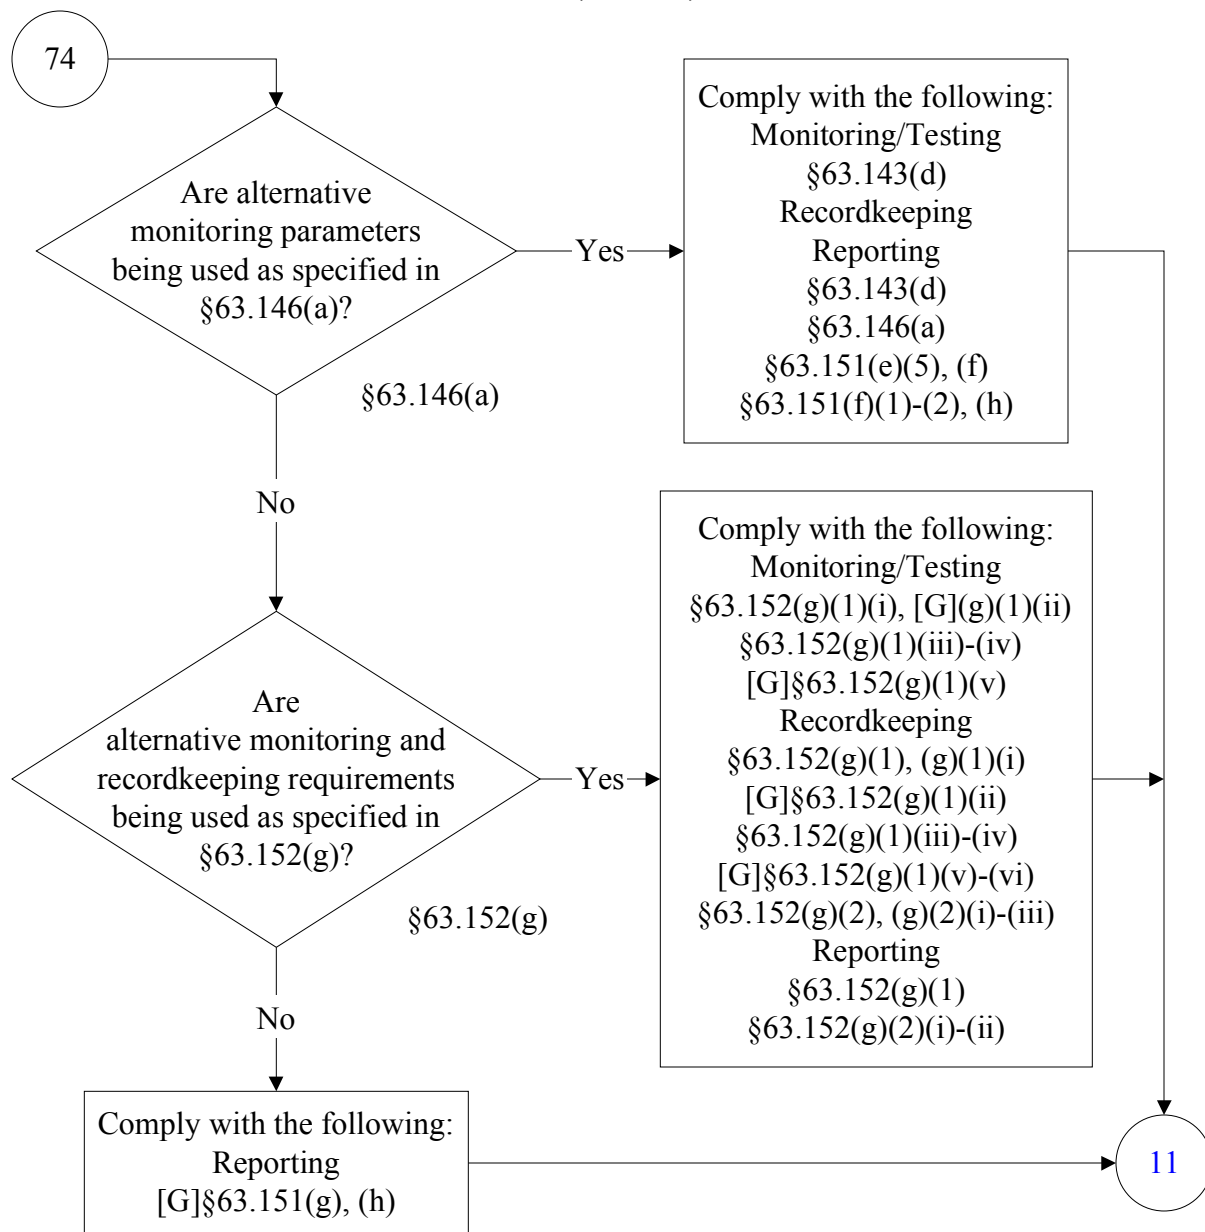 74
Are alternative
monitoring parameters
being used as specified in
§63.146(a)?
Yes
Comply with the following:
Monitoring/Testing
§63.143(d)
Recordkeeping
Reporting
§63.143(d)
§63.146(a)
§63.151(e)(5), (f)
§63.151(f)(1)-(2), (h)
§63.146(a)
No
Are
alternative monitoring and
recordkeeping requirements
being used as specified in
§63.152(g)?
Yes
Comply with the following:
Monitoring/Testing
§63.152(g)(1)(i), [G](g)(1)(ii)
§63.152(g)(1)(iii)-(iv)
[G]§63.152(g)(1)(v)
Recordkeeping
§63.152(g)(1), (g)(1)(i)
[G]§63.152(g)(1)(ii)
§63.152(g)(1)(iii)-(iv)
[G]§63.152(g)(1)(v)-(vi)
§63.152(g)(2), (g)(2)(i)-(iii)
Reporting
§63.152(g)(1)
§63.152(g)(2)(i)-(ii)
§63.152(g)
No
Comply with the following:
Reporting
[G]§63.151(g), (h)
11